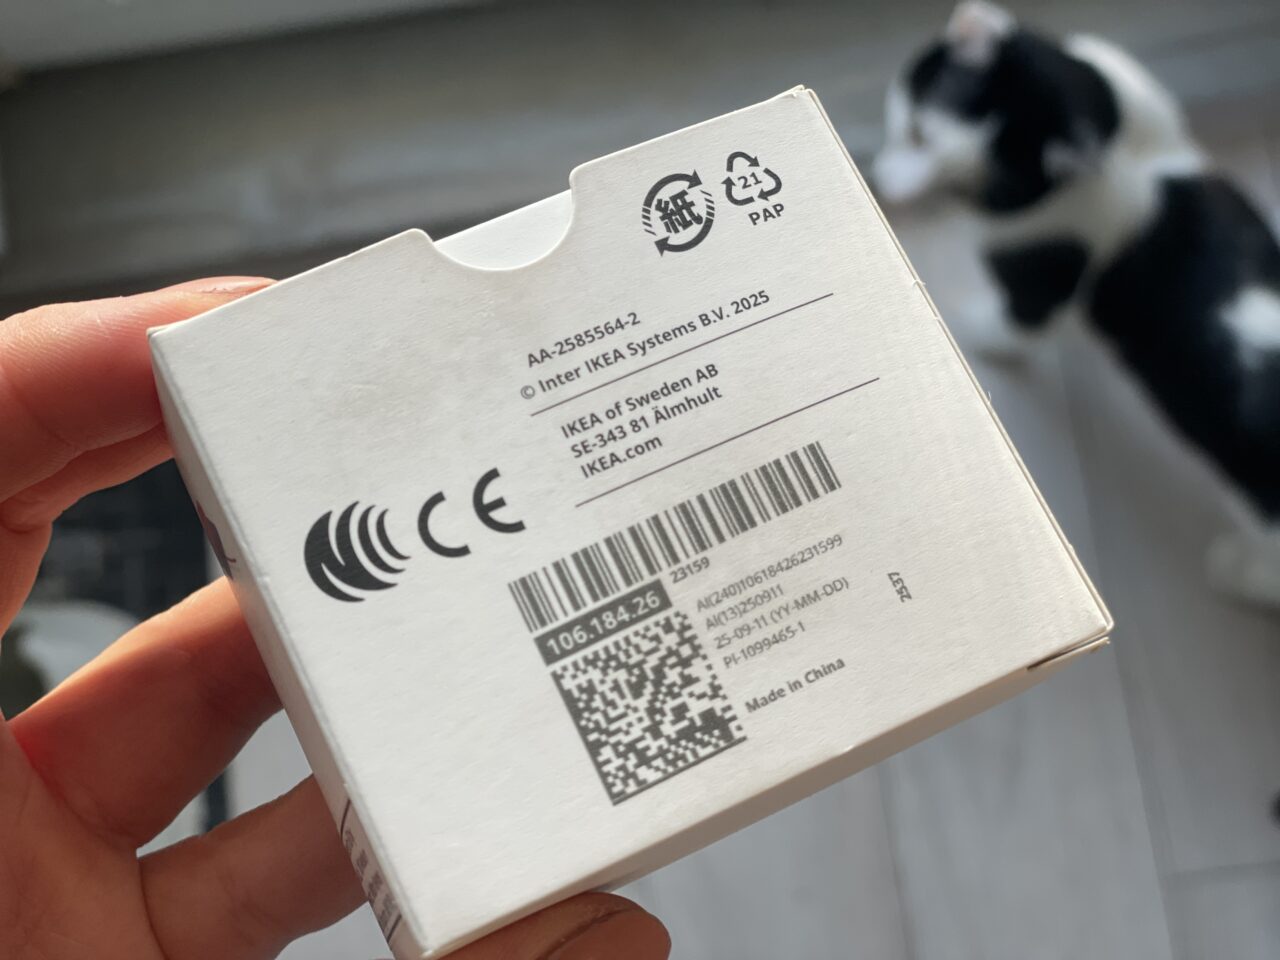 紙
21
PAP
AA-2585564-2
© Inter IKEA Systems B.V. 2025
IKEA of Sweden AB
SE-343 81 Älmhult
IKEA.com
CE
23159
106.184.26
AI(240)10618426231599
AI(13)250911
25-09-11 (YY-MM-DD)
PI-1099465-1
2537
Made in China